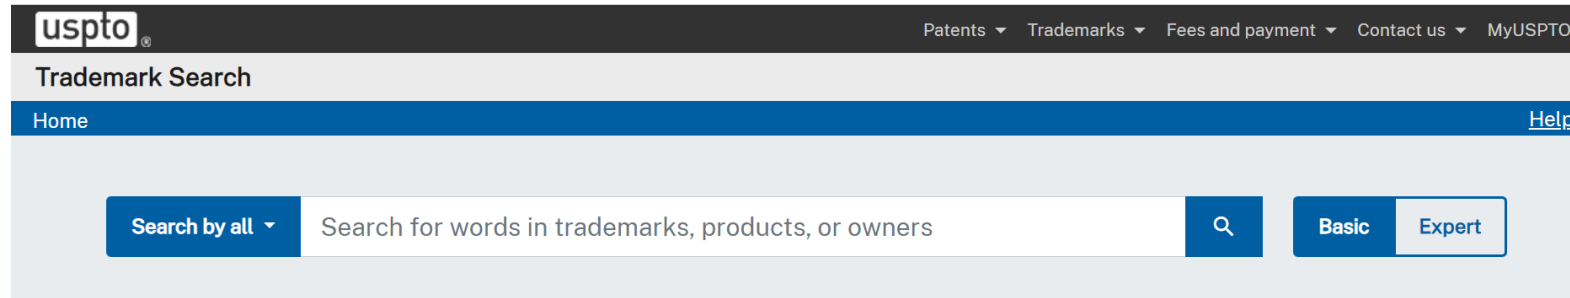 uspto ® Patents Trademarks Fees and payment Contact us MyUSPTO
Trademark Search
Home Help
Search by all Search for words in trademarks, products, or owners Basic Expert